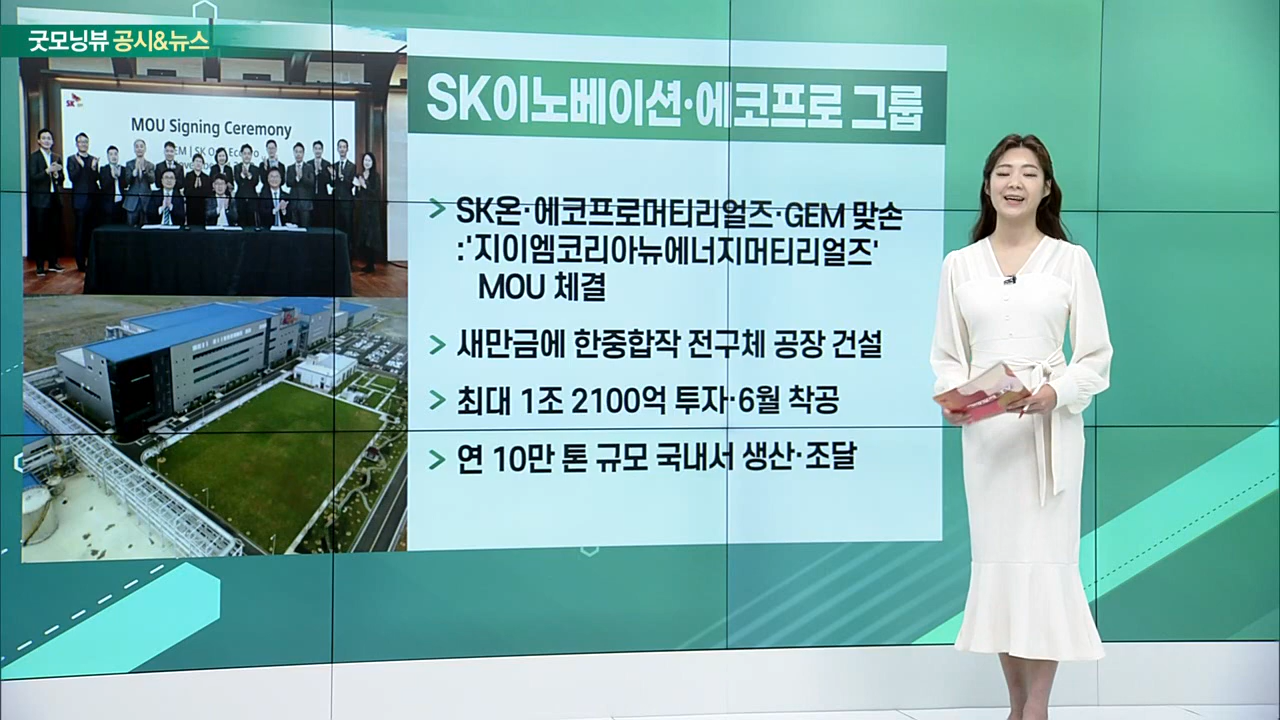 굿모닝뷰 공시&뉴스
SK
MOU Signing Ceremony
SK이노베이션·에코프로 그룹
> SK온·에코프로머티리얼즈·GEM 맞손
:'지이엠코리아뉴에너지머티리얼즈'
MOU 체결
> 새만금에 한중합작 전구체 공장 건설
> 최대 1조 2100억 투자·6월 착공
> 연 10만 톤 규모 국내서 생산·조달